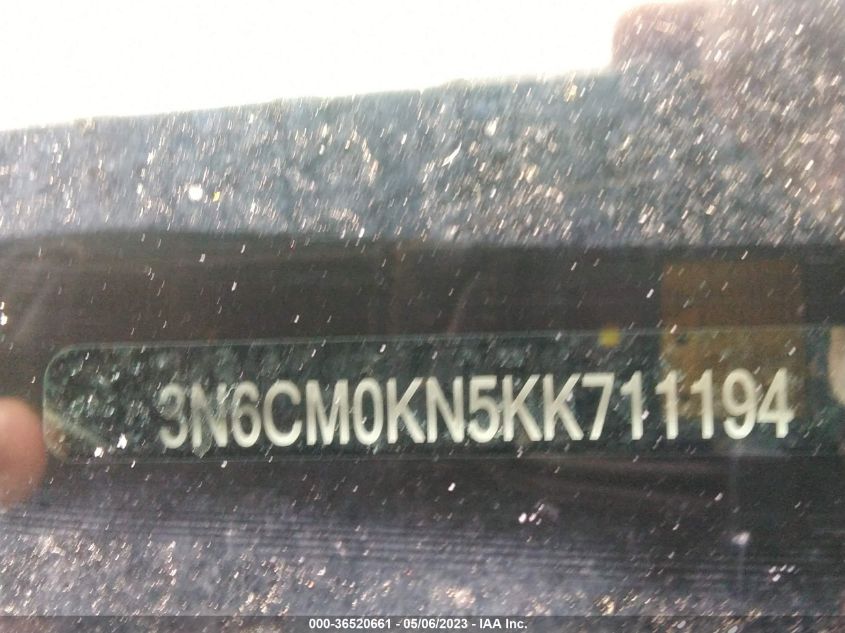 3N6CM0KN5KK711194
000-36520661 - 05/06/2023 - IAA Inc.